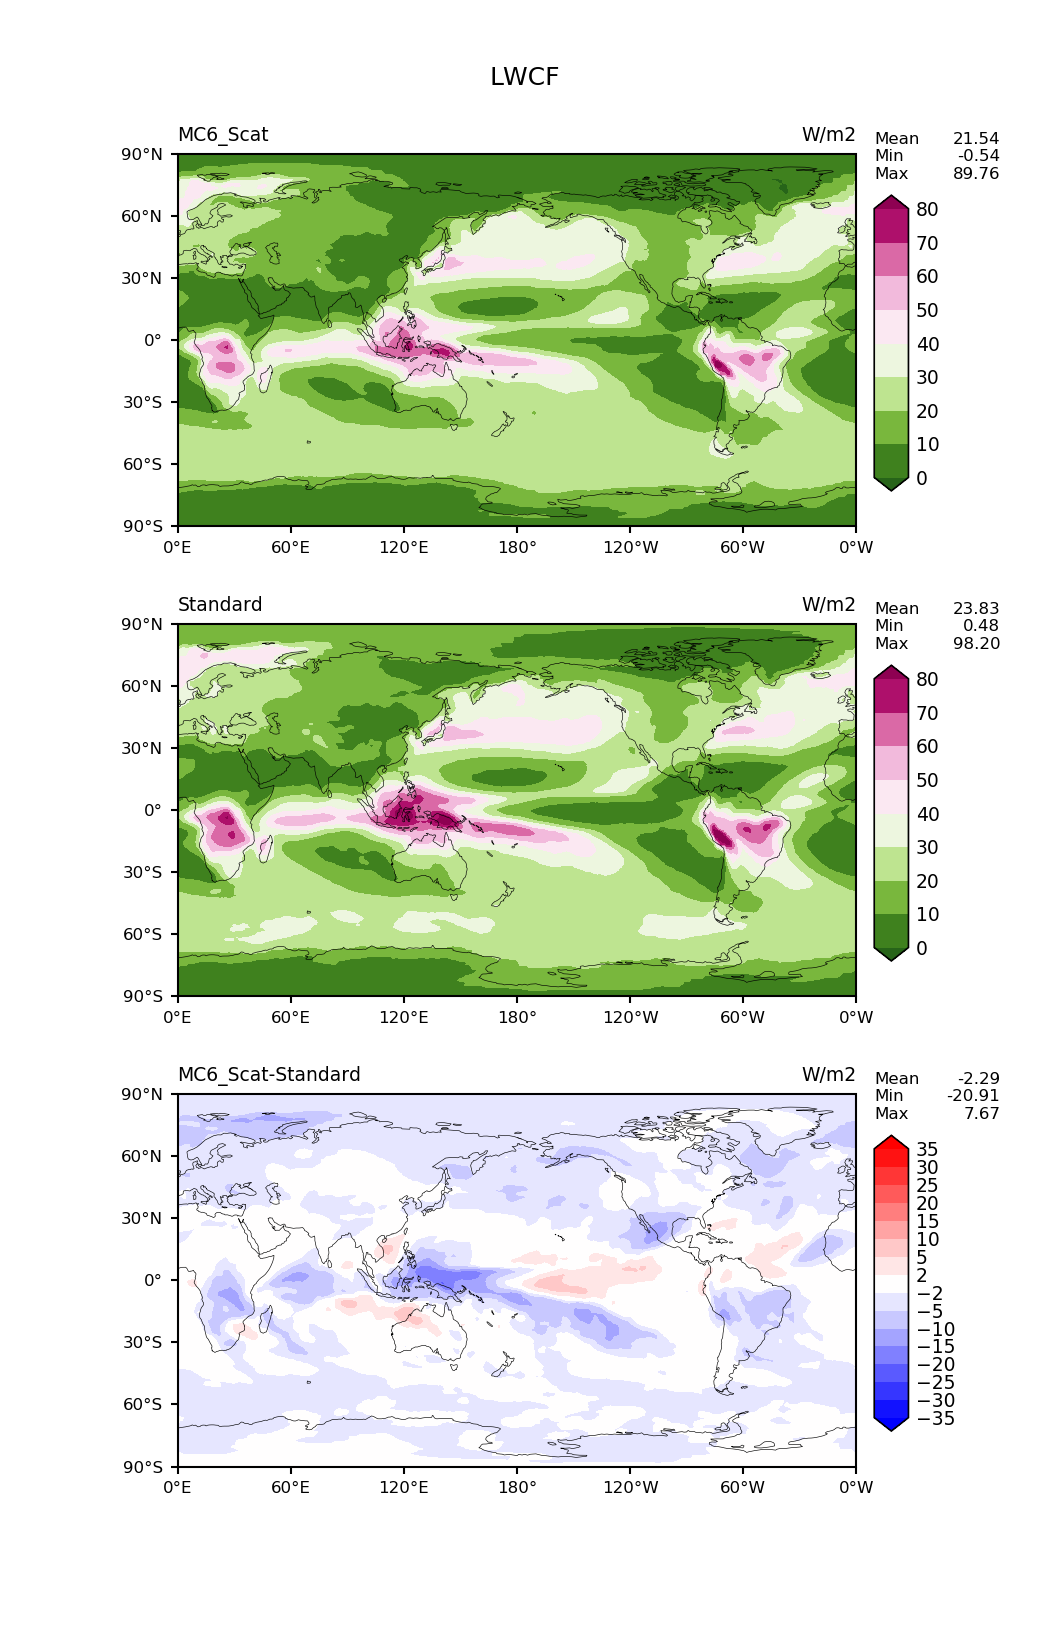 LWCF
MC6_Scat W/m2
Mean 21.54
Min -0.54
Max 89.76
90°N
60°N
30°N
0°
30°S
60°S
90°S
0°E 60°E 120°E 180° 120°W 60°W 0°W
80
70
60
50
40
30
20
10
0
Standard W/m2
Mean 23.83
Min 0.48
Max 98.20
90°N
60°N
30°N
0°
30°S
60°S
90°S
0°E 60°E 120°E 180° 120°W 60°W 0°W
80
70
60
50
40
30
20
10
0
MC6_Scat-Standard W/m2
Mean -2.29
Min -20.91
Max 7.67
90°N
60°N
30°N
0°
30°S
60°S
90°S
0°E 60°E 120°E 180° 120°W 60°W 0°W
35
30
25
20
15
10
5
2
−2
−5
−10
−15
−20
−25
−30
−35